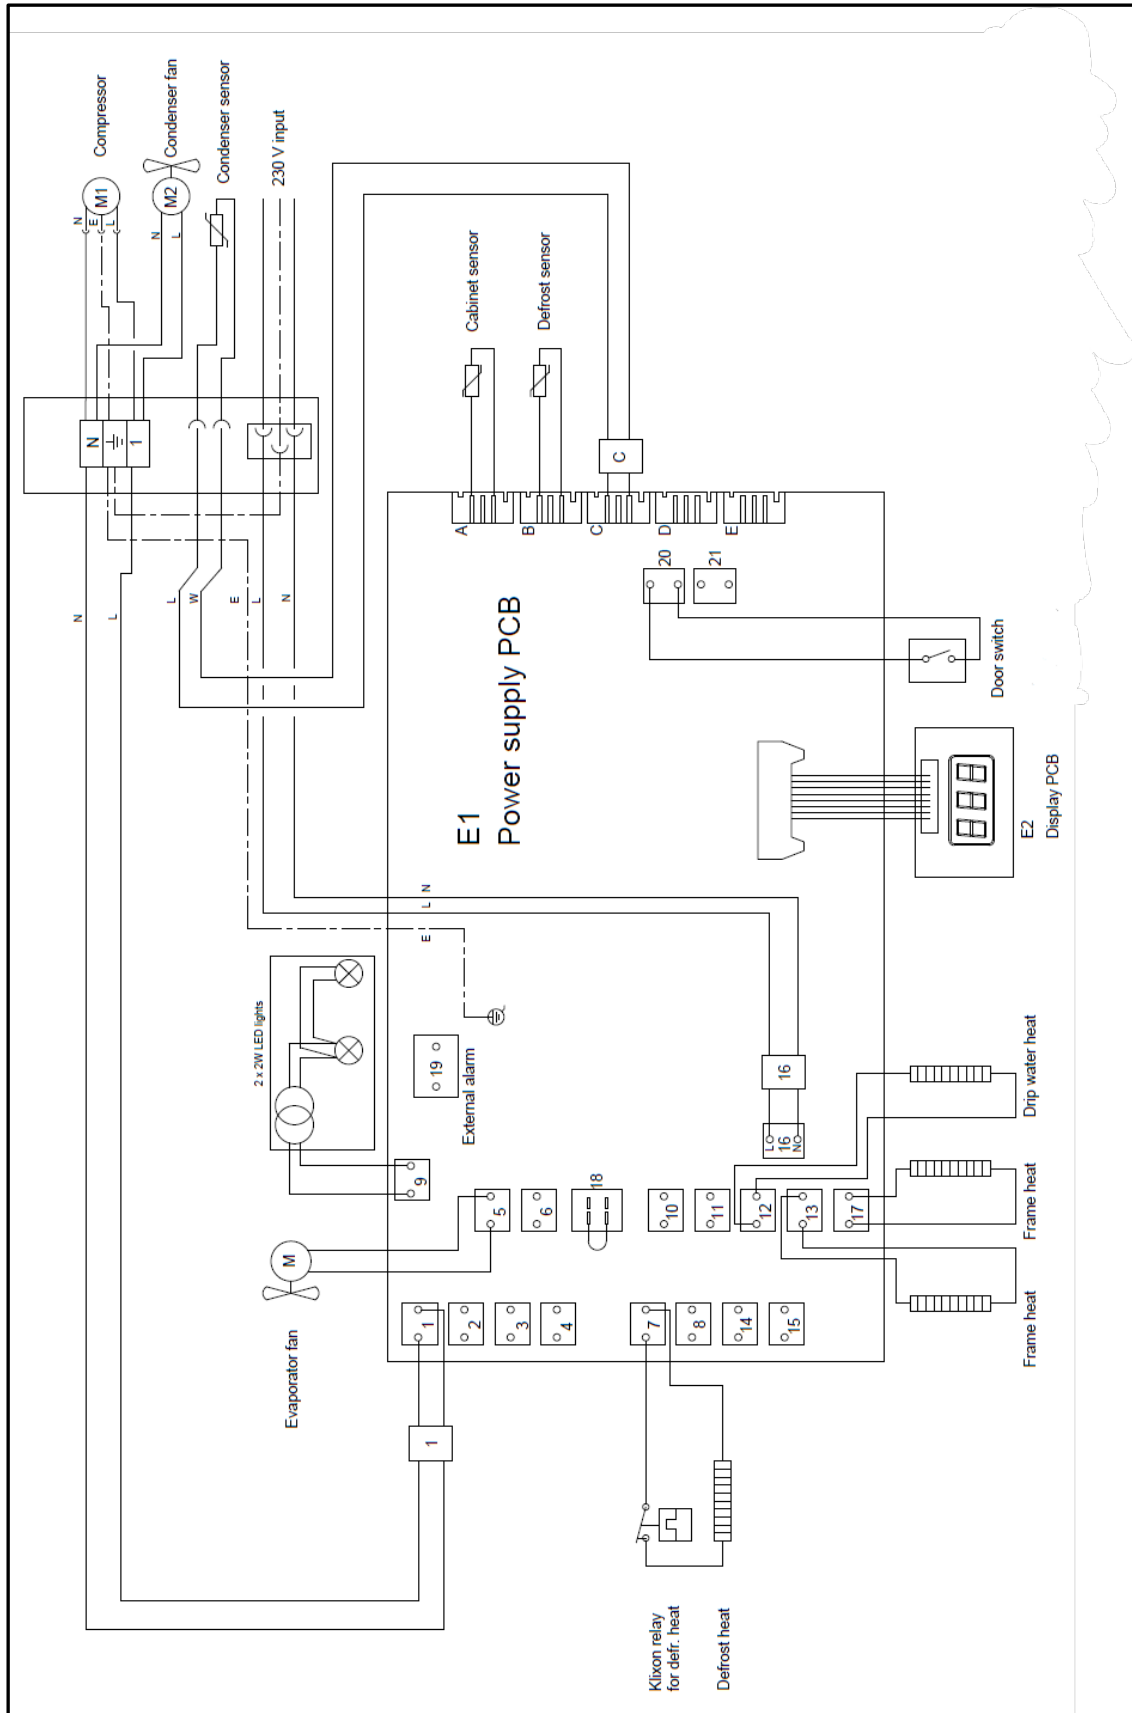 N
N
E
L
M1
Compressor
N
1
L
N
L
M2
Condenser fan
L
W
E
L
N
Condenser sensor
230 V input
2 x 2W LED lights
Evaporator fan
M
E
L
N
1
1
2
3
4
9
5
6
18
19
External alarm
E1
Power supply PCB
A
B
C
D
E
C
Cabinet sensor
Defrost sensor
Klixon relay
for defr. heat
Defrost heat
7
8
14
15
10
11
12
13
17
L
16
N
16
20
21
Door switch
E2
Display PCB
Frame heat
Frame heat
Drip water heat